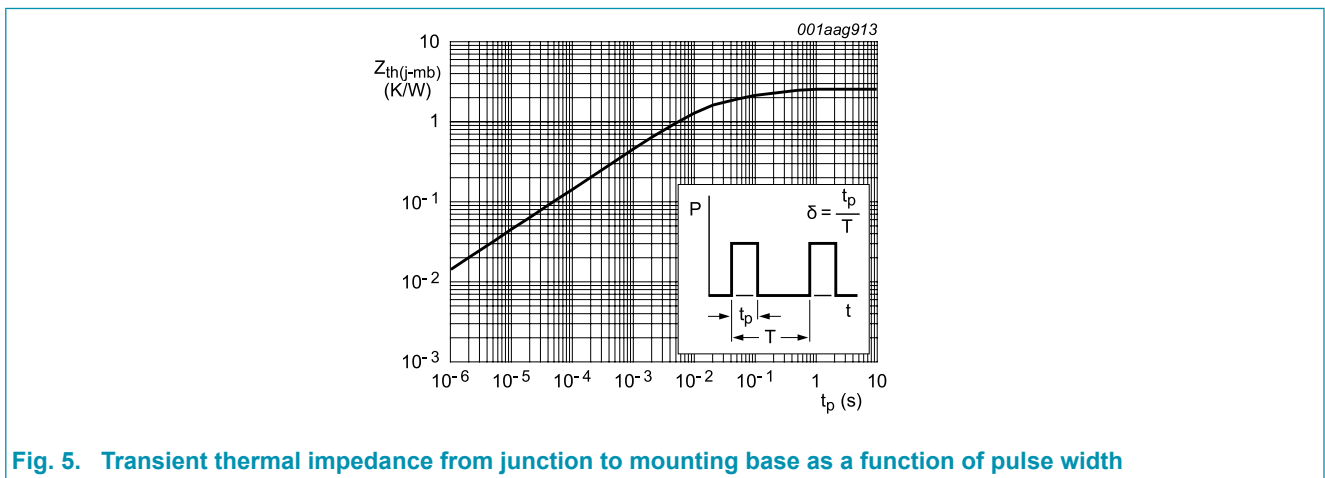 001aag913
10
Zth(j-mb)
(K/W)
1
10-1
10-2
10-3
10-6 10-5 10-4 10-3 10-2 10-1 1 10
tp (s)
P
δ = tp
T
tp
T
t
Fig. 5. Transient thermal impedance from junction to mounting base as a function of pulse width